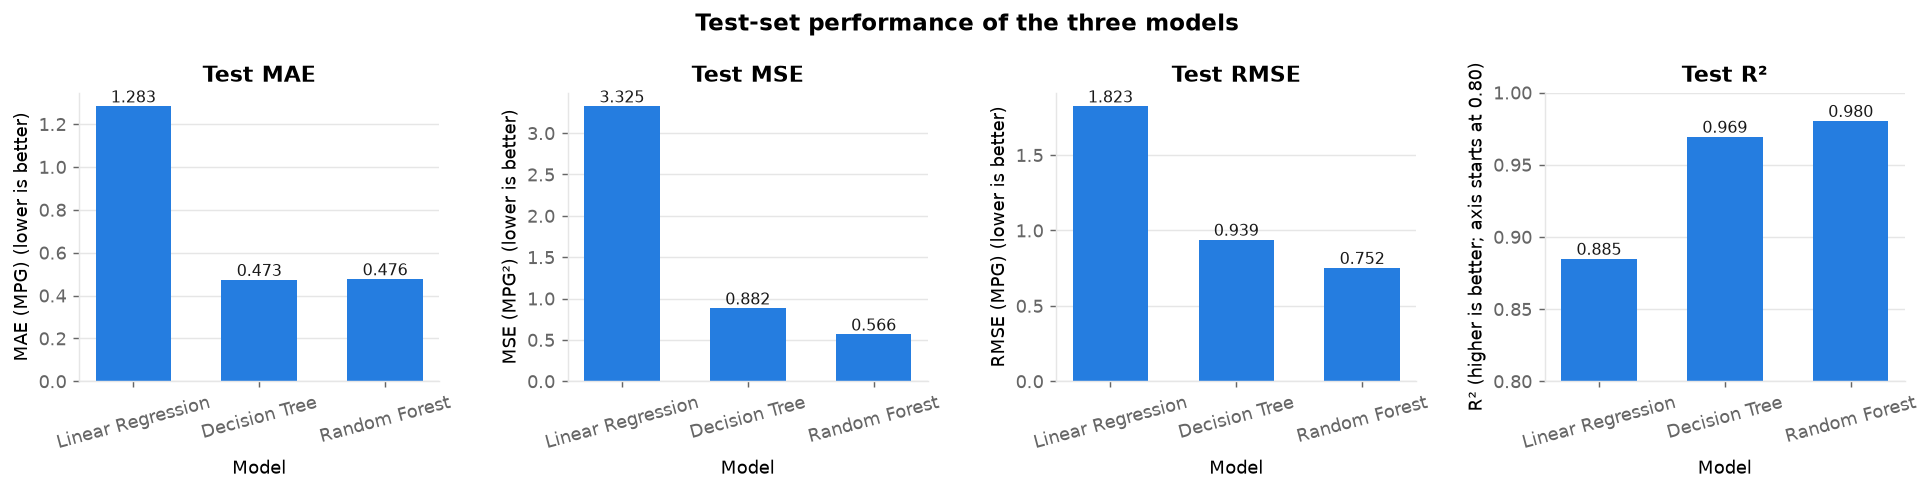 Test-set performance of the three models
Test MAE
MAE (MPG) (lower is better)
1.2
1.0
0.8
0.6
0.4
0.2
0.0
1.283
0.473
0.476
Linear Regression
Decision Tree
Random Forest
Model
Test MSE
MSE (MPG²) (lower is better)
3.0
2.5
2.0
1.5
1.0
0.5
0.0
3.325
0.882
0.566
Linear Regression
Decision Tree
Random Forest
Model
Test RMSE
RMSE (MPG) (lower is better)
1.5
1.0
0.5
0.0
1.823
0.939
0.752
Linear Regression
Decision Tree
Random Forest
Model
Test R²
R² (higher is better; axis starts at 0.80)
1.00
0.95
0.90
0.85
0.80
0.885
0.969
0.980
Linear Regression
Decision Tree
Random Forest
Model